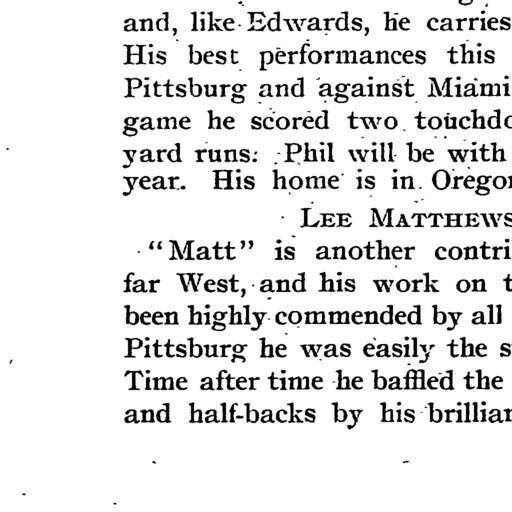 and, like Edwards, he carries
His best performances this
Pittsburg and against Miami
game he scored two touchdo
yard runs. Phil will be with
year. His home is in Orego
LEE MATTHEWS
"Matt" is another contri
far West, and his work on t
been highly commended by all
Pittsburg he was easily the s
Time after time he baffled the
and half-backs by his brillian